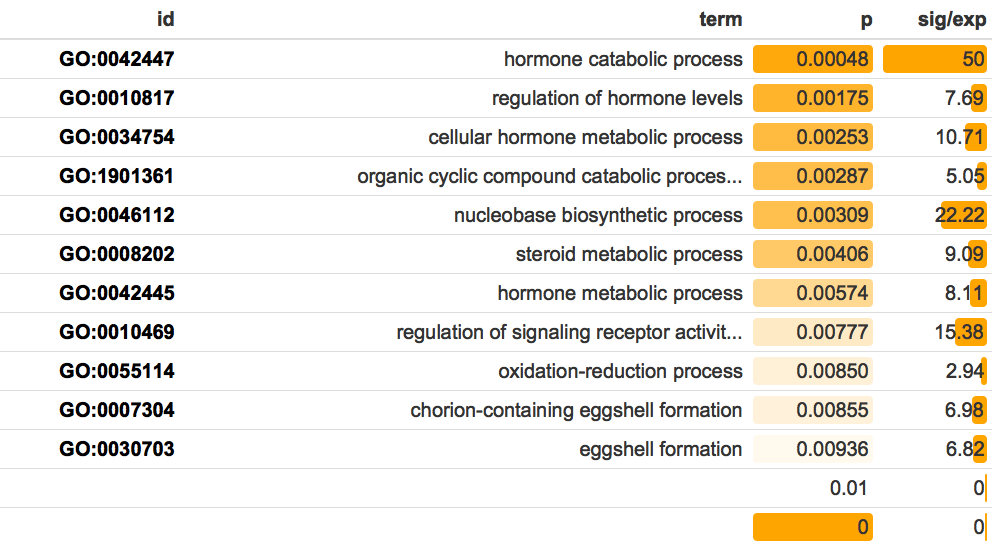 id term p sig/exp
GO:0042447 hormone catabolic process 0.00048 50
GO:0010817 regulation of hormone levels 0.00175 7.69
GO:0034754 cellular hormone metabolic process 0.00253 10.71
GO:1901361 organic cyclic compound catabolic proces... 0.00287 5.05
GO:0046112 nucleobase biosynthetic process 0.00309 22.22
GO:0008202 steroid metabolic process 0.00406 9.09
GO:0042445 hormone metabolic process 0.00574 8.11
GO:0010469 regulation of signaling receptor activit... 0.00777 15.38
GO:0055114 oxidation-reduction process 0.00850 2.94
GO:0007304 chorion-containing eggshell formation 0.00855 6.98
GO:0030703 eggshell formation 0.00936 6.82
0.01 0
0 0